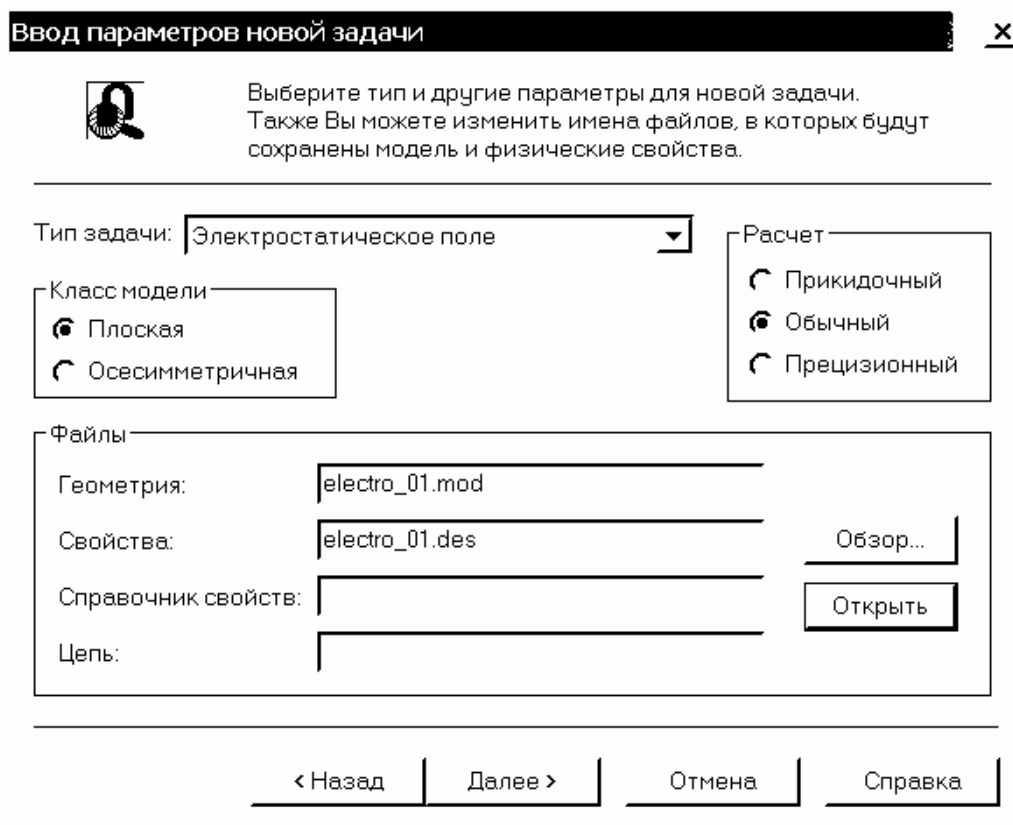 Ввод параметров новой задачи
Выберите тип и другие параметры для новой задачи.
Также Вы можете изменить имена файлов, в которых будут
сохранены модель и физические свойства.
Тип задачи: Электростатическое поле
Расчет
Прикидочный
Обычный
Прецизионный
Класс модели
Плоская
Осесимметричная
Файлы
Геометрия: electro_01.mod
Свойства: electro_01.des
Обзор...
Справочник свойств:
Открыть
Цепь:
< Назад Далее > Отмена Справка